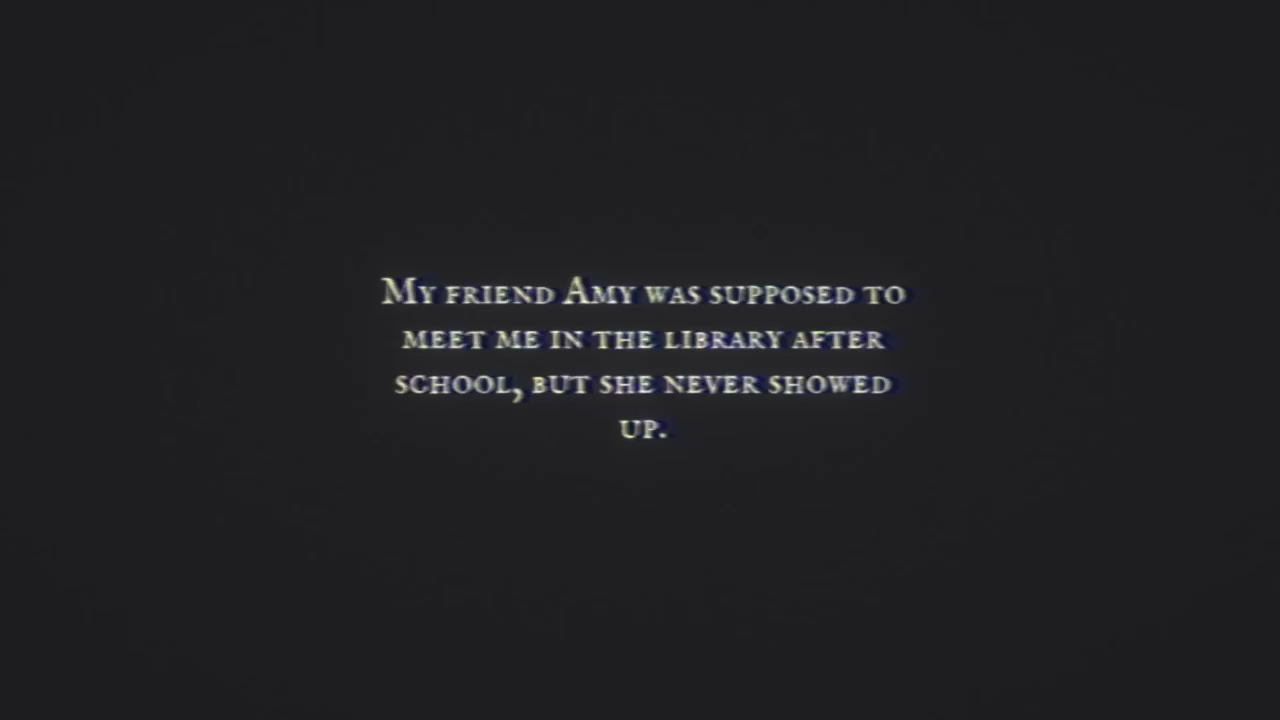 My friend Amy was supposed to
meet me in the library after
school, but she never showed
up.